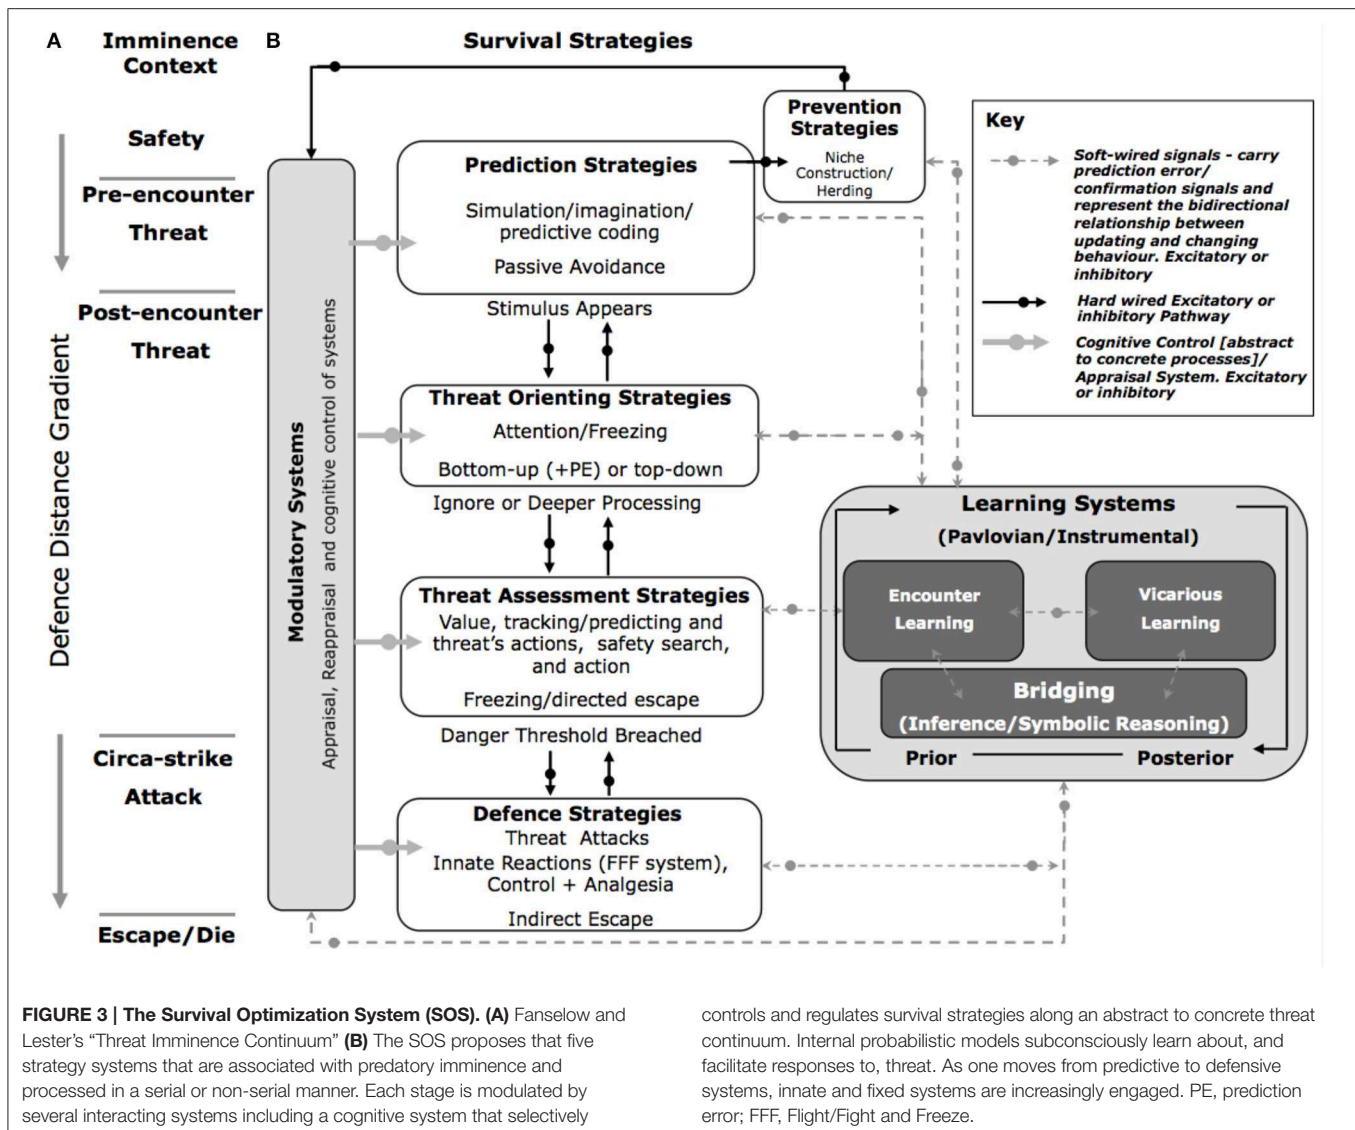 A
Imminence
Context
B
Survival Strategies
Safety
Pre-encounter
Threat
Post-encounter
Threat
Circa-strike
Attack
Escape/Die
Defence Distance Gradient
Modulatory Systems
Appraisal, Reappraisal and cognitive control of systems
Prevention
Strategies
Niche
Construction/
Herding
Prediction Strategies
Simulation/imagination/
predictive coding
Passive Avoidance
Stimulus Appears
Threat Orienting Strategies
Attention/Freezing
Bottom-up (+PE) or top-down
Ignore or Deeper Processing
Threat Assessment Strategies
Value, tracking/predicting and
threat's actions, safety search,
and action
Freezing/directed escape
Danger Threshold Breached
Defence Strategies
Threat Attacks
Innate Reactions (FFF system),
Control + Analgesia
Indirect Escape
Key
Soft-wired signals - carry
prediction error/
confirmation signals and
represent the bidirectional
relationship between
updating and changing
behaviour. Excitatory or
inhibitory
Hard wired Excitatory or
inhibitory Pathway
Cognitive Control [abstract
to concrete processes]/
Appraisal System. Excitatory
or inhibitory
Learning Systems
(Pavlovian/Instrumental)
Encounter
Learning
Vicarious
Learning
Bridging
(Inference/Symbolic Reasoning)
Prior
Posterior
FIGURE 3 | The Survival Optimization System (SOS). (A) Fanselow and
Lester's “Threat Imminence Continuum” (B) The SOS proposes that five
strategy systems that are associated with predatory imminence and
processed in a serial or non-serial manner. Each stage is modulated by
several interacting systems including a cognitive system that selectively
controls and regulates survival strategies along an abstract to concrete threat
continuum. Internal probabilistic models subconsciously learn about, and
facilitate responses to, threat. As one moves from predictive to defensive
systems, innate and fixed systems are increasingly engaged. PE, prediction
error; FFF, Flight/Fight and Freeze.